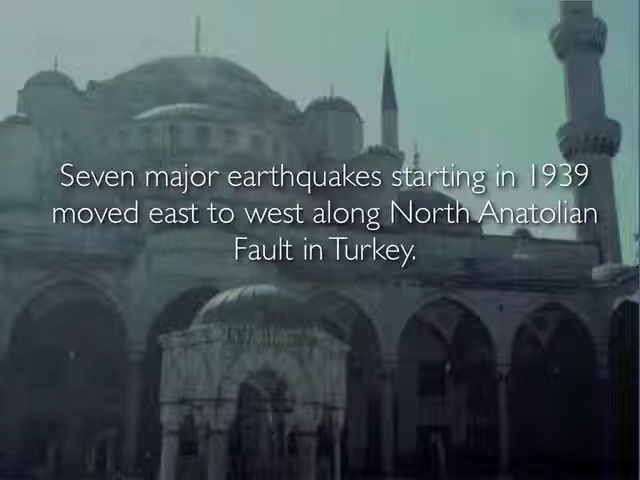 Seven major earthquakes starting in 1939
moved east to west along North Anatolian
Fault in Turkey.